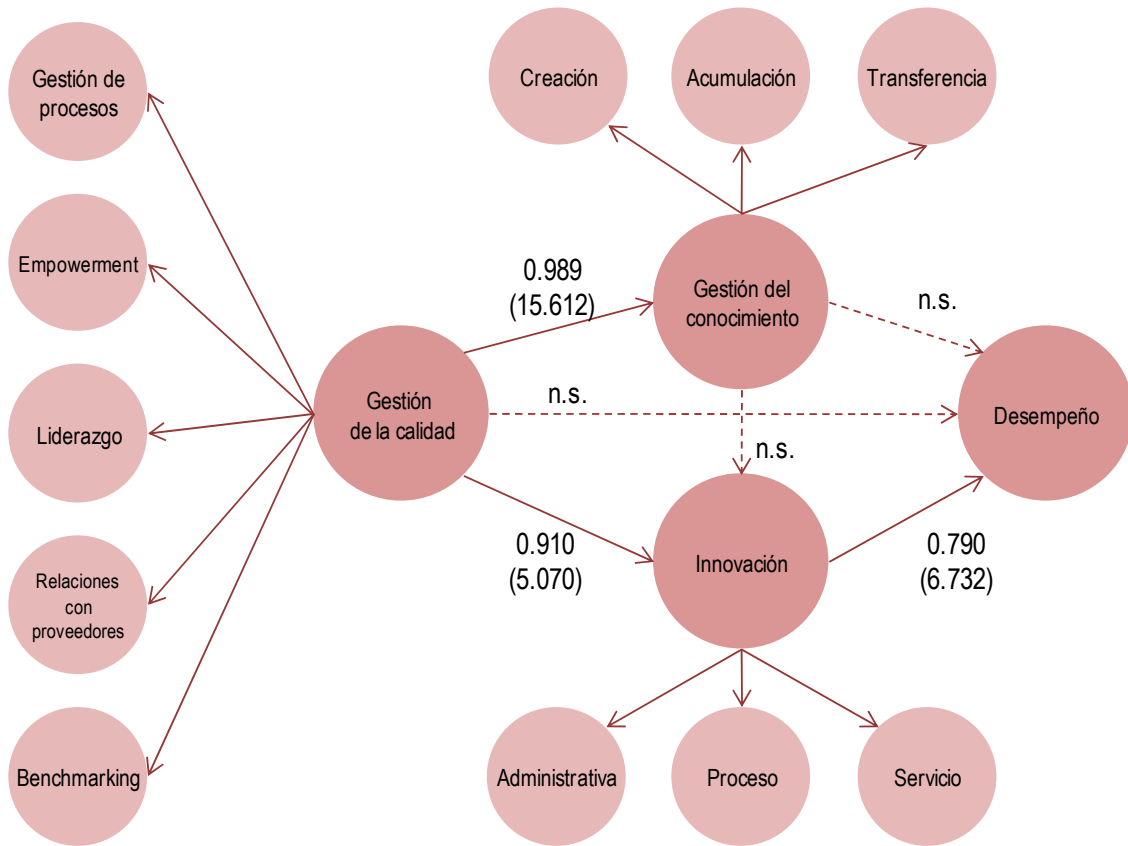 Gestión de
procesos
Creación
Acumulación
Transferencia
Empowerment
0.989
(15.612)
Gestión del
conocimiento
n.s.
Liderazgo
Gestión
de la calidad
n.s.
Desempeño
n.s.
0.910
(5.070)
Innovación
0.790
(6.732)
Relaciones
con
proveedores
Benchmarking
Administrativa
Proceso
Servicio